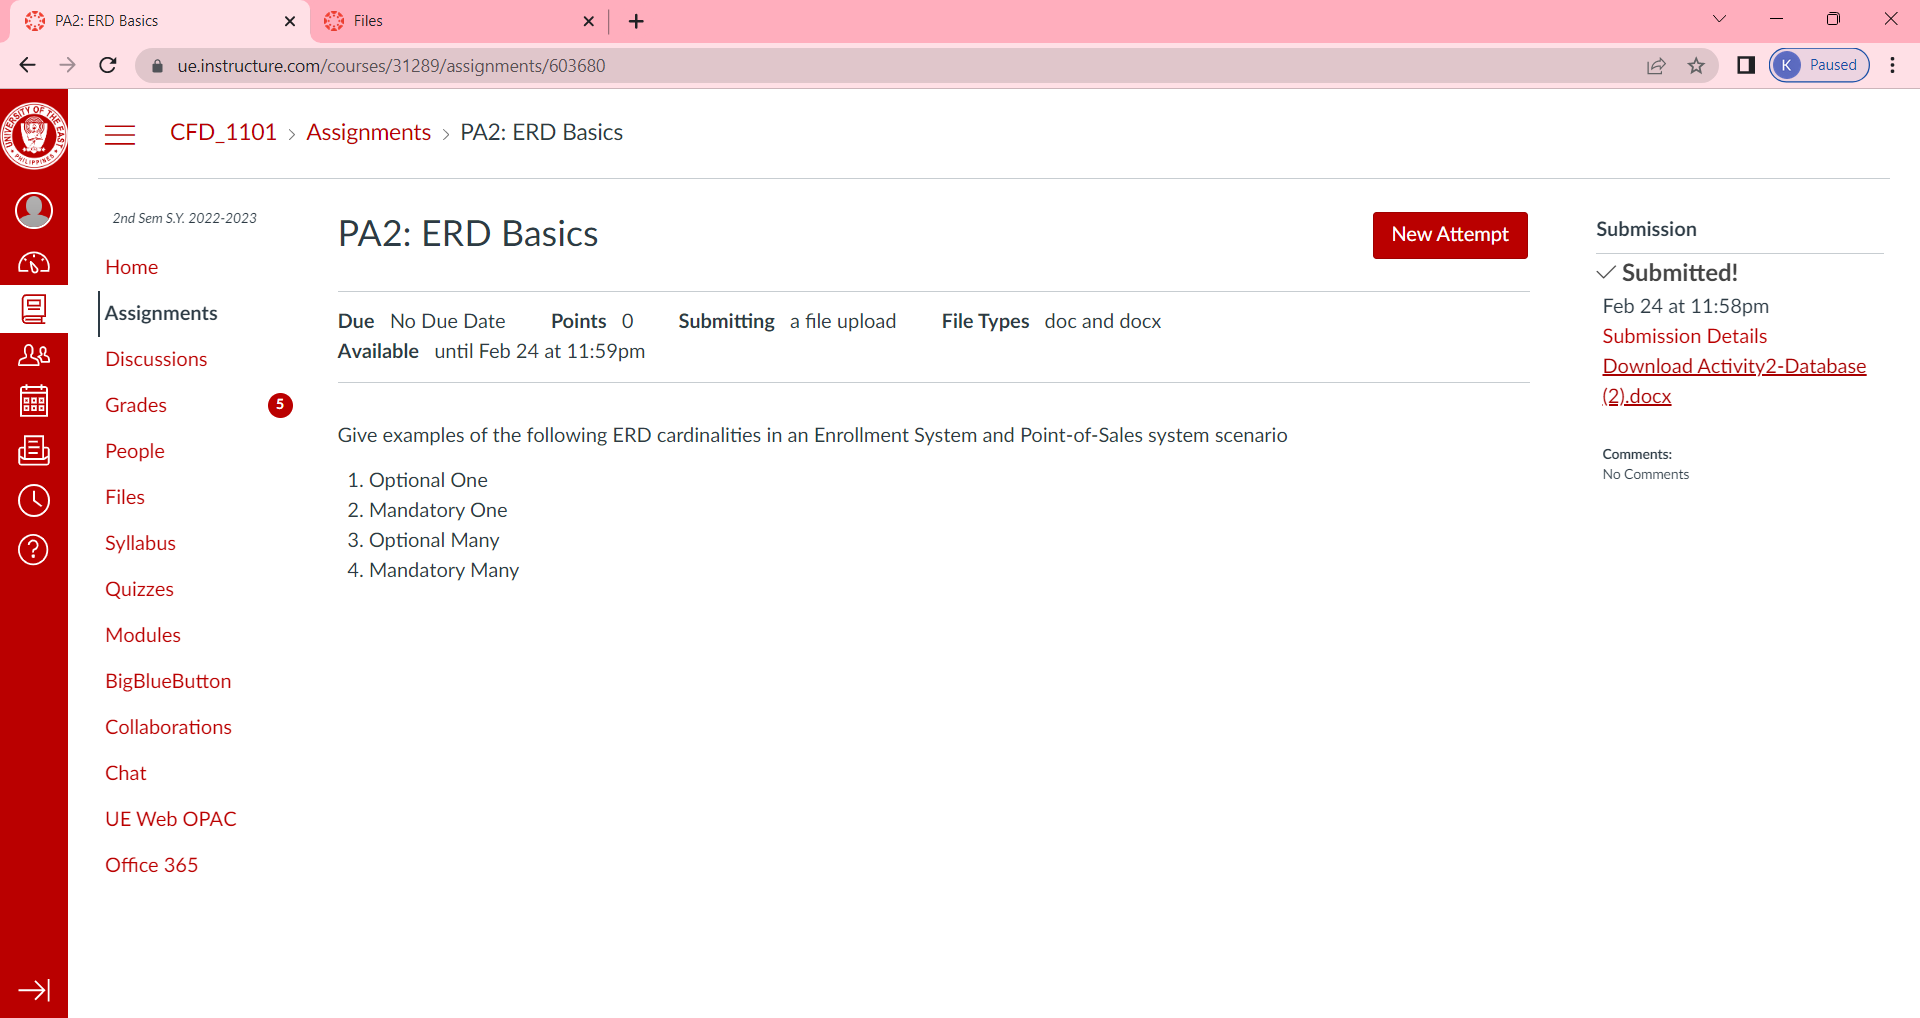 PA2: ERD Basics
Files
ue.instructure.com/courses/31289/assignments/603680
K Paused
UNIVERSITY OF THE EAST
PHILIPPINES
CFD_1101 › Assignments › PA2: ERD Basics
2nd Sem S.Y. 2022-2023
Home
Assignments
Discussions
Grades 5
People
Files
Syllabus
Quizzes
Modules
BigBlueButton
Collaborations
Chat
UE Web OPAC
Office 365
PA2: ERD Basics
New Attempt
Due No Due Date Points 0 Submitting a file upload File Types doc and docx
Available until Feb 24 at 11:59pm
Give examples of the following ERD cardinalities in an Enrollment System and Point-of-Sales system scenario
1. Optional One
2. Mandatory One
3. Optional Many
4. Mandatory Many
Submission
Submitted!
Feb 24 at 11:58pm
Submission Details
Download Activity2-Database
(2).docx
Comments:
No Comments